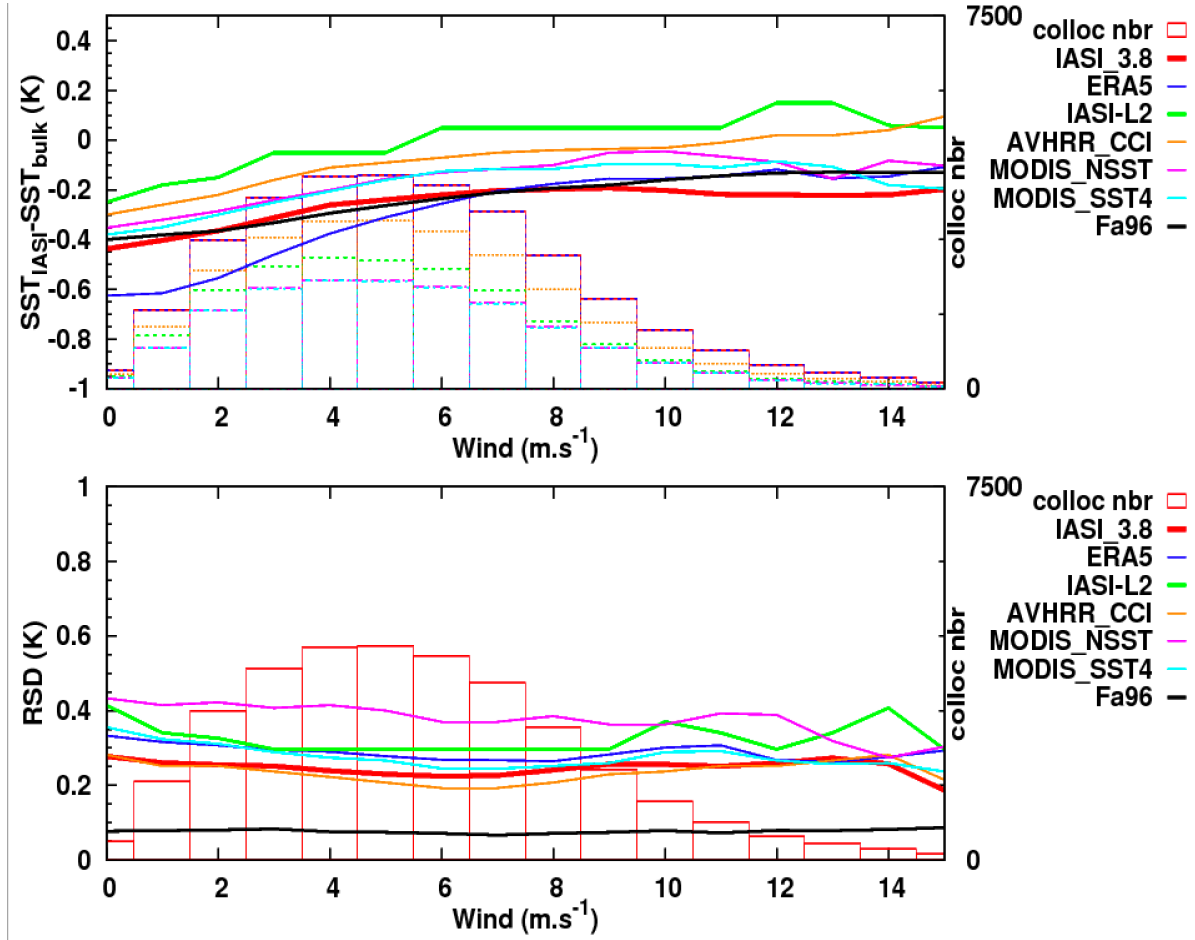 0.4
0.2
0
-0.2
-0.4
-0.6
-0.8
-1
SST_IASI-SST_bulk (K)
0 2 4 6 8 10 12 14
Wind (m.s^-1)
7500
0
colloc nbr
colloc nbr
IASI_3.8
ERA5
IASI-L2
AVHRR_CCI
MODIS_NSST
MODIS_SST4
Fa96
1
0.8
0.6
0.4
0.2
0
RSD (K)
0 2 4 6 8 10 12 14
Wind (m.s^-1)
7500
0
colloc nbr
colloc nbr
IASI_3.8
ERA5
IASI-L2
AVHRR_CCI
MODIS_NSST
MODIS_SST4
Fa96